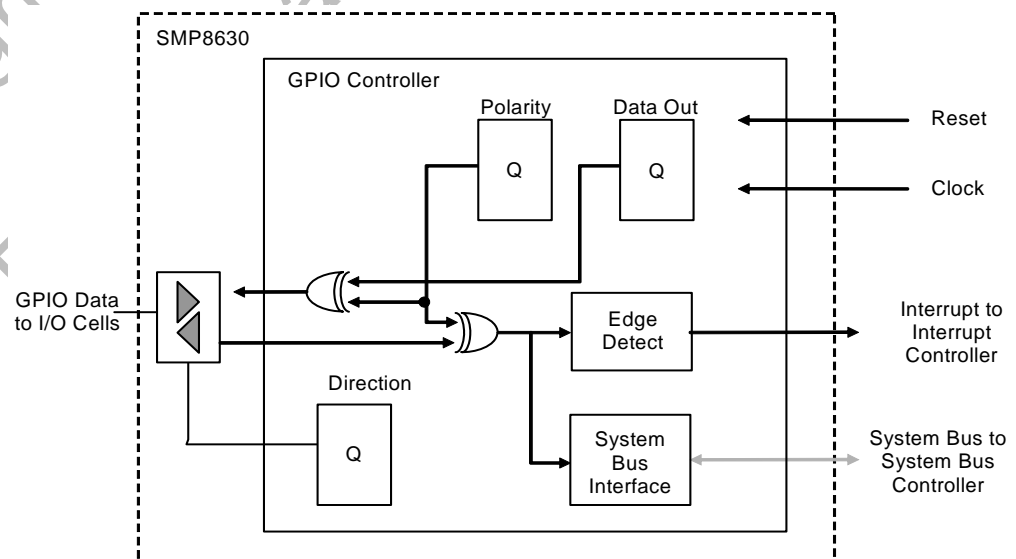 SMP8630
GPIO Controller
Polarity
Data Out
Q
Q
Reset
Clock
GPIO Data
to I/O Cells
Edge
Detect
Interrupt to
Interrupt
Controller
Direction
Q
System
Bus
Interface
System Bus to
System Bus
Controller